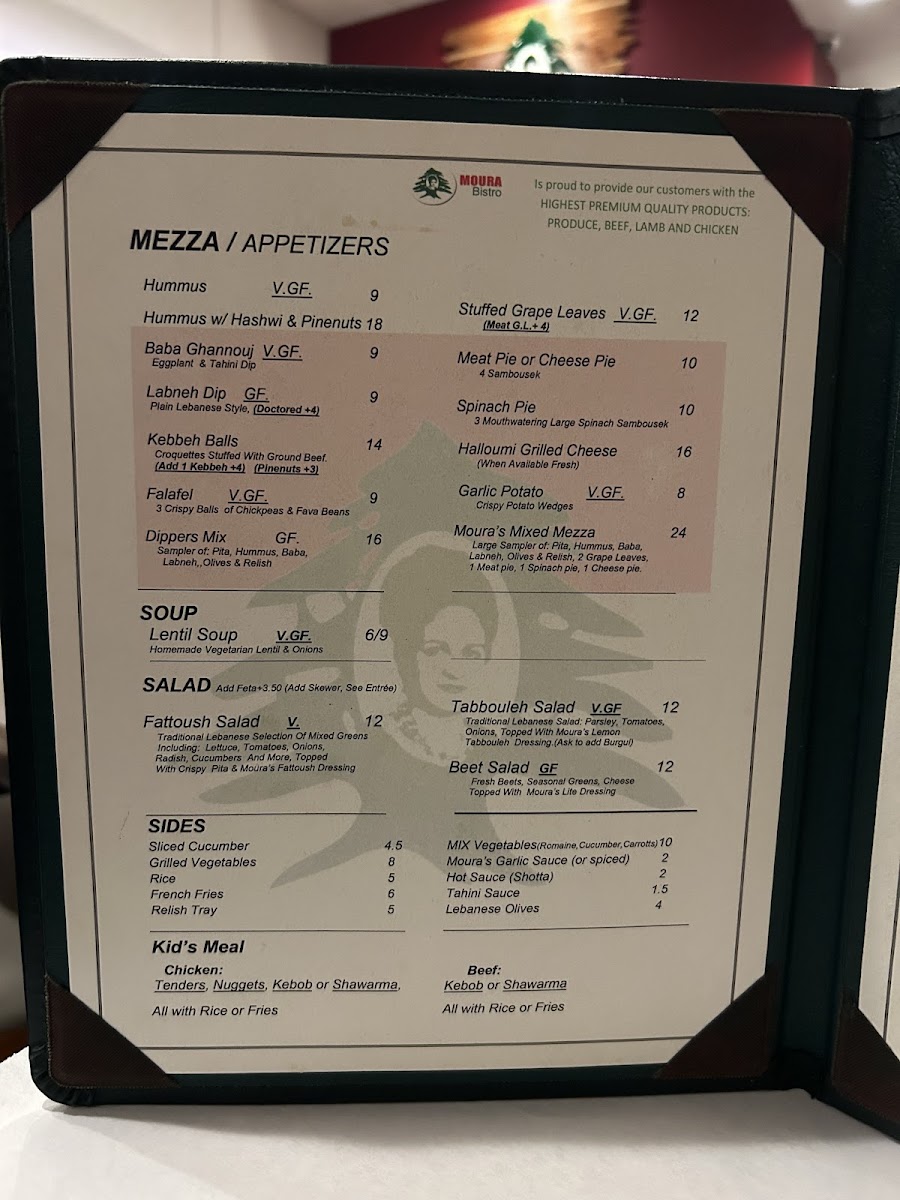 MOURA
Bistro
Is proud to provide our customers with the
HIGHEST PREMIUM QUALITY PRODUCTS:
PRODUCE, BEEF, LAMB AND CHICKEN
MEZZA / APPETIZERS
Hummus V.GF. 9
Hummus w/ Hashwi & Pinenuts 18
Baba Ghannouj V.GF. 9
Eggplant & Tahini Dip
Labneh Dip GF. 9
Plain Lebanese Style, (Doctored +4)
Kebbeh Balls 14
Croquettes Stuffed With Ground Beef.
(Add 1 Kebbeh +4) (Pinenuts +3)
Falafel V.GF. 9
3 Crispy Balls of Chickpeas & Fava Beans
Dippers Mix GF. 16
Sampler of: Pita, Hummus, Baba,
Labneh,,Olives & Relish
Stuffed Grape Leaves V.GF. 12
(Meat G.L.+ 4)
Meat Pie or Cheese Pie 10
4 Sambousek
Spinach Pie 10
3 Mouthwatering Large Spinach Sambousek
Halloumi Grilled Cheese 16
(When Available Fresh)
Garlic Potato V.GF. 8
Crispy Potato Wedges
Moura's Mixed Mezza 24
Large Sampler of: Pita, Hummus, Baba,
Labneh, Olives & Relish, 2 Grape Leaves,
1 Meat pie, 1 Spinach pie, 1 Cheese pie.
SOUP
Lentil Soup V.GF. 6/9
Homemade Vegetarian Lentil & Onions
SALAD Add Feta+3.50 (Add Skewer, See Entrée)
Fattoush Salad V. 12
Traditional Lebanese Selection Of Mixed Greens
Including: Lettuce, Tomatoes, Onions,
Radish, Cucumbers And More, Topped
With Crispy Pita & Moura's Fattoush Dressing
Tabbouleh Salad V.GF 12
Traditional Lebanese Salad: Parsley, Tomatoes,
Onions, Topped With Moura's Lemon
Tabbouleh Dressing.(Ask to add Burgul)
Beet Salad GF 12
Fresh Beets, Seasonal Greens, Cheese
Topped With Moura's Lite Dressing
SIDES
Sliced Cucumber 4.5
Grilled Vegetables 8
Rice 5
French Fries 6
Relish Tray 5
MIX Vegetables(Romaine,Cucumber,Carrotts) 10
Moura's Garlic Sauce (or spiced) 2
Hot Sauce (Shotta) 2
Tahini Sauce 1.5
Lebanese Olives 4
Kid's Meal
Chicken:
Tenders, Nuggets, Kebob or Shawarma,
All with Rice or Fries
Beef:
Kebob or Shawarma
All with Rice or Fries